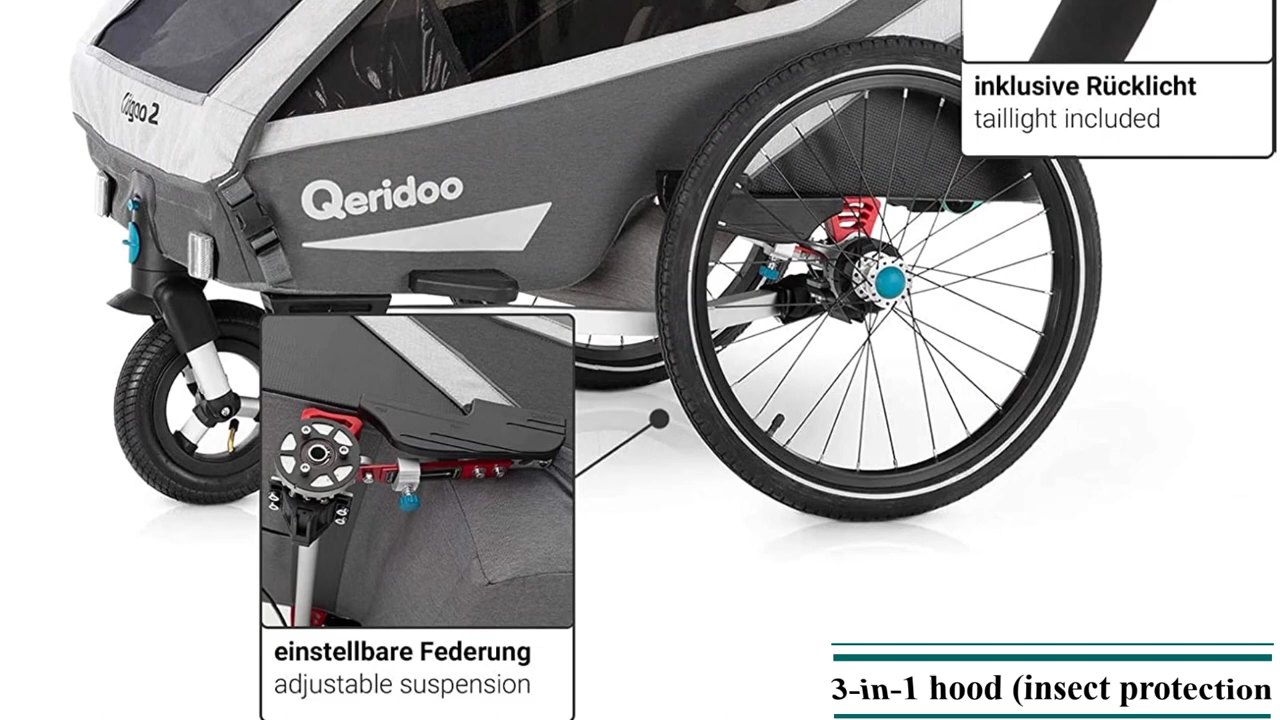 inklusive Rücklicht
taillight included
Qeridoo
einstellbare Federung
adjustable suspension
3-in-1 hood (insect protection